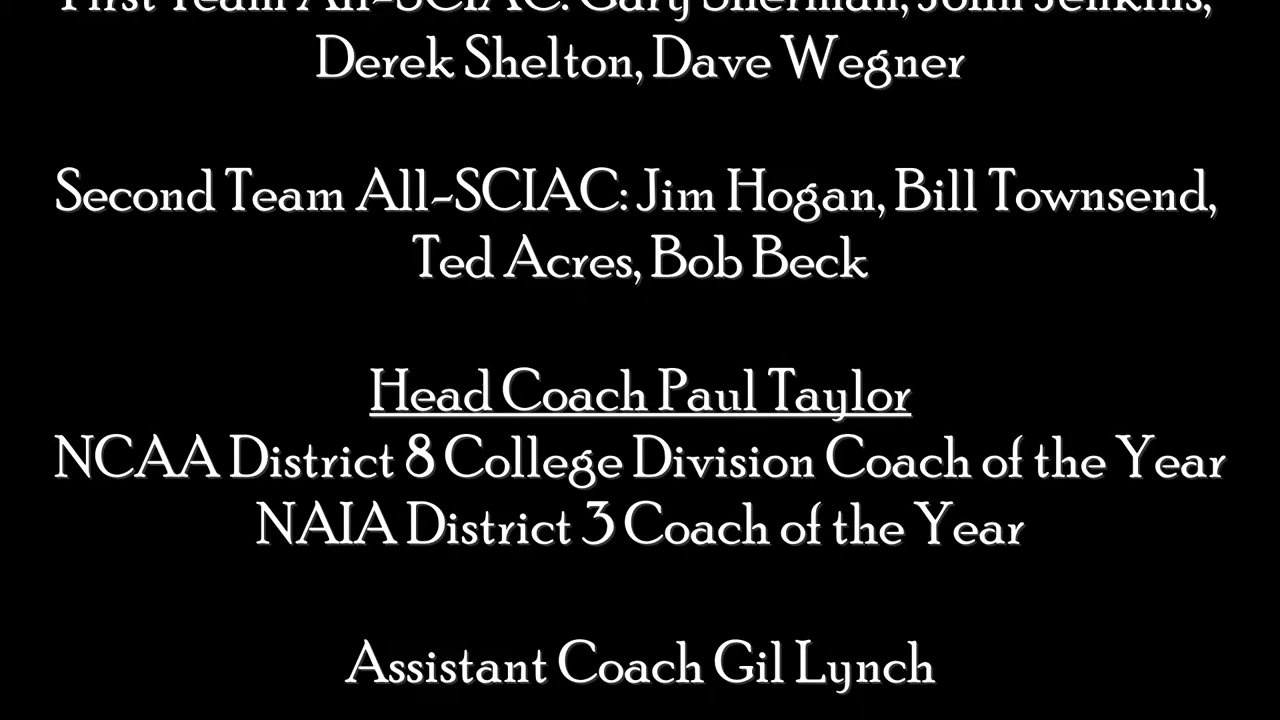 First Team All-SCIAC: Gary Sherman, John Jenkins,
Derek Shelton, Dave Wegner
Second Team All-SCIAC: Jim Hogan, Bill Townsend,
Ted Acres, Bob Beck
Head Coach Paul Taylor
NCAA District 8 College Division Coach of the Year
NAIA District 3 Coach of the Year
Assistant Coach Gil Lynch